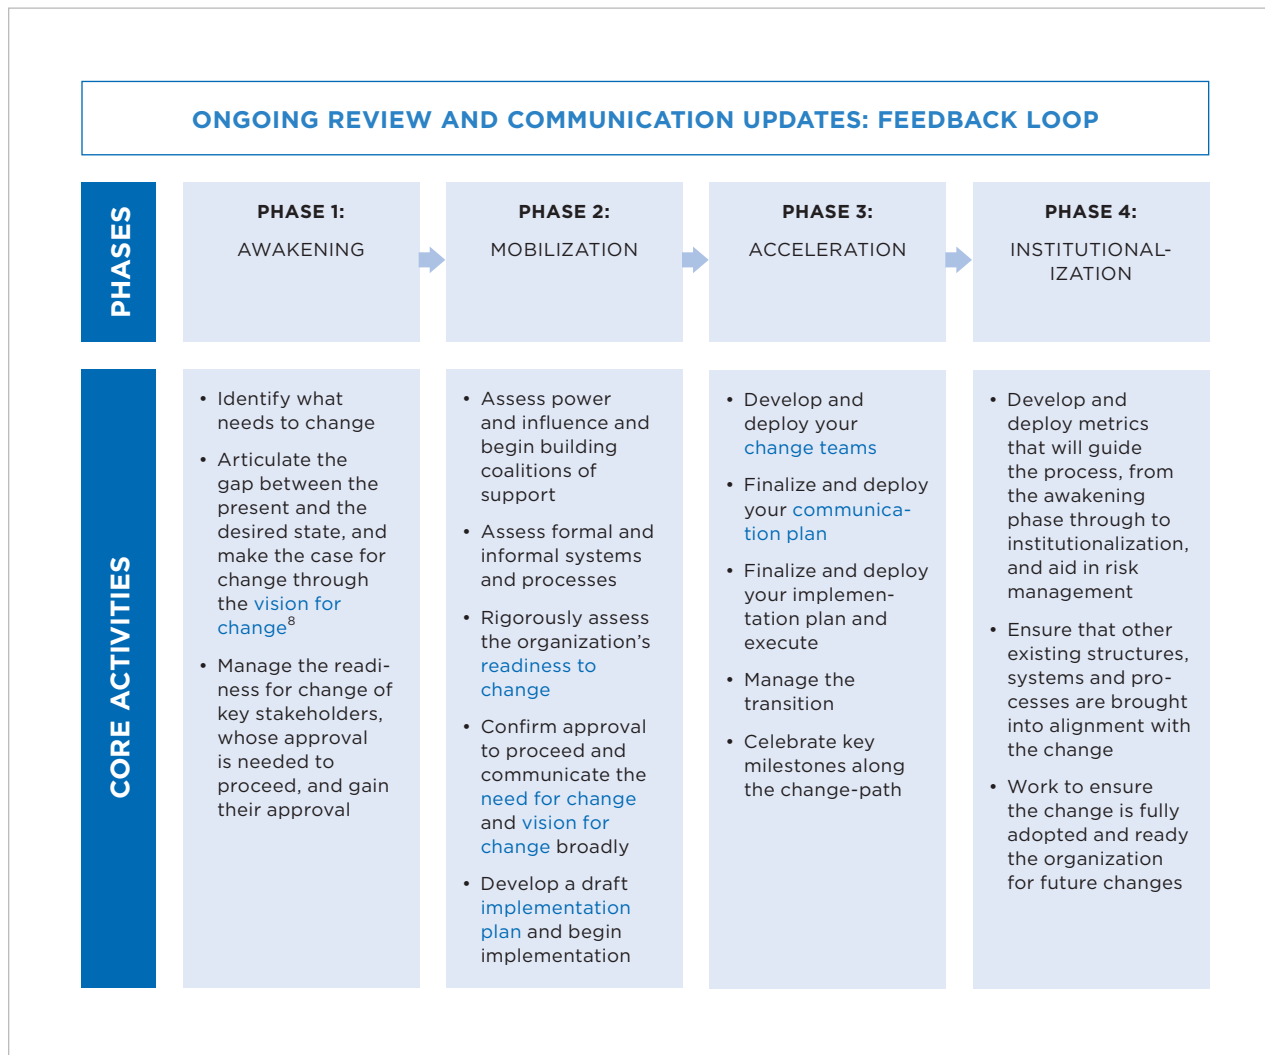 ONGOING REVIEW AND COMMUNICATION UPDATES: FEEDBACK LOOP
PHASES
PHASE 1:
AWAKENING
PHASE 2:
MOBILIZATION
PHASE 3:
ACCELERATION
PHASE 4:
INSTITUTIONAL-
IZATION
CORE ACTIVITIES
• Identify what
needs to change
• Articulate the
gap between the
present and the
desired state, and
make the case for
change through
the vision for
change⁸
• Manage the readi-
ness for change of
key stakeholders,
whose approval
is needed to
proceed, and gain
their approval
• Assess power
and influence and
begin building
coalitions of
support
• Assess formal and
informal systems
and processes
• Rigorously assess
the organization’s
readiness to
change
• Confirm approval
to proceed and
communicate the
need for change
and vision for
change broadly
• Develop a draft
implementation
plan and begin
implementation
• Develop and
deploy your
change teams
• Finalize and deploy
your communica-
tion plan
• Finalize and deploy
your implemen-
tation plan and
execute
• Manage the
transition
• Celebrate key
milestones along
the change-path
• Develop and
deploy metrics
that will guide
the process, from
the awakening
phase through to
institutionalization,
and aid in risk
management
• Ensure that other
existing structures,
systems and pro-
cesses are brought
into alignment with
the change
• Work to ensure
the change is fully
adopted and ready
the organization
for future changes